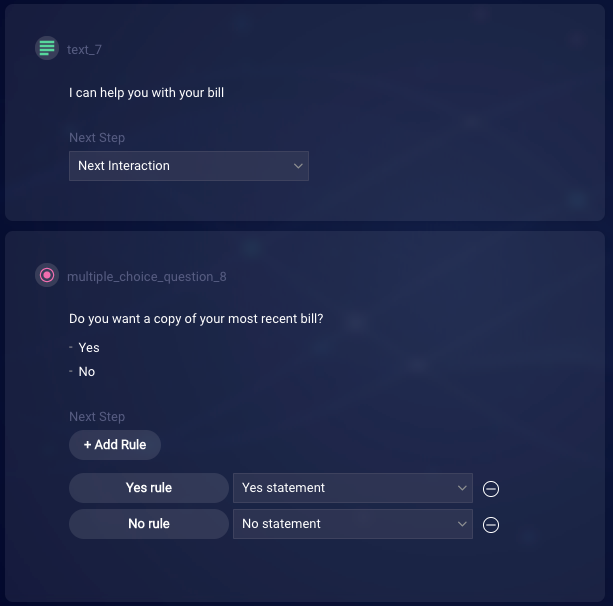 text_7
I can help you with your bill
Next Step
Next Interaction
multiple_choice_question_8
Do you want a copy of your most recent bill?
- Yes
- No
Next Step
+ Add Rule
Yes rule Yes statement
No rule No statement